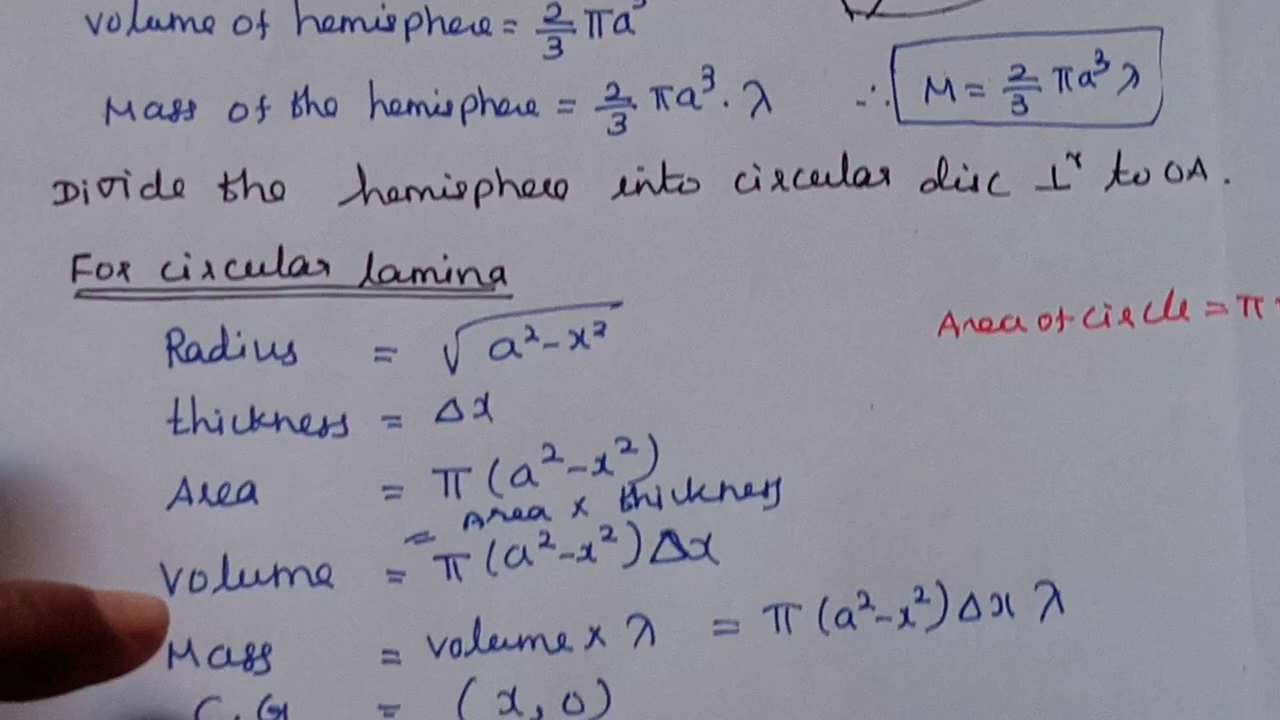 volume of hemisphere = 2/3 πa³
Mass of the hemisphere = 2/3 πa³. λ ∴ M = 2/3 πa³ λ
Divide the hemisphere into circular disc ⊥r to OA.
For circular lamina
Area of circle = π
Radius = √a²-x²
thickness = Δx
Area = π(a²-x²)
= Area x thickness
Volume = π(a²-x²)Δx
Mass = volume x λ = π(a²-x²)Δx λ
C.G = (x,0)